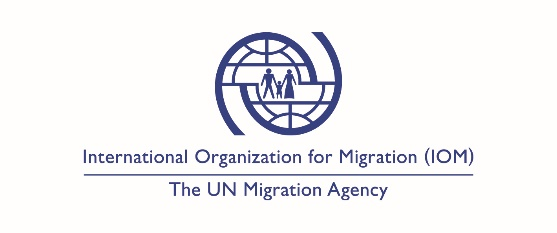 International Organization for Migration (IOM)
The UN Migration Agency